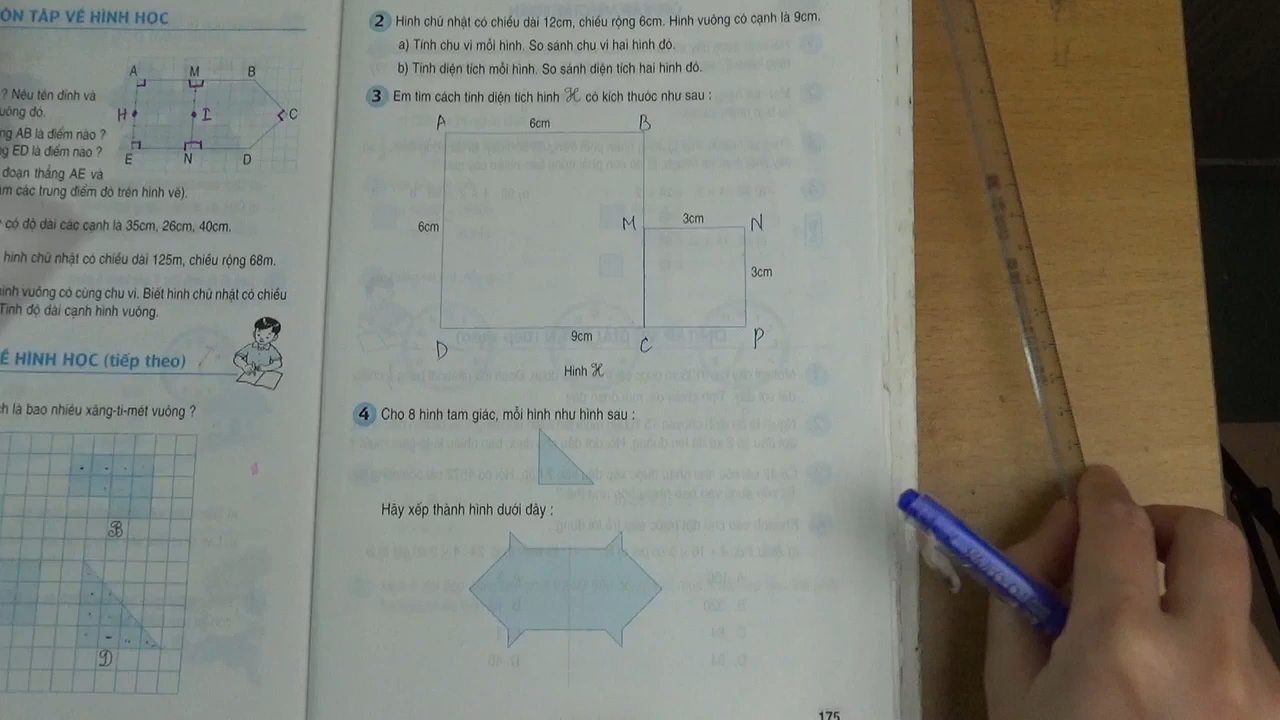 ÔN TẬP VỀ HÌNH HỌC
A M B
? Nêu tên đỉnh và
uông đó.
H I C
ng AB là điểm nào ?
g ED là điểm nào ?
E N D
đoạn thẳng AE và
m các trung điểm đó trên hình vẽ).
có độ dài các cạnh là 35cm, 26cm, 40cm.
hình chữ nhật có chiều dài 125m, chiều rộng 68m.
hình vuông có cùng chu vi. Biết hình chữ nhật có chiều
Tính độ dài cạnh hình vuông.
Ề HÌNH HỌC (tiếp theo)
ch là bao nhiêu xăng-ti-mét vuông ?
B
D
2 Hình chữ nhật có chiều dài 12cm, chiều rộng 6cm. Hình vuông có cạnh là 9cm.
a) Tính chu vi mỗi hình. So sánh chu vi hai hình đó.
b) Tính diện tích mỗi hình. So sánh diện tích hai hình đó.
3 Em tìm cách tính diện tích hình H có kích thước như sau :
A 6cm B
6cm M 3cm N
3cm
D 9cm C P
Hình H
4 Cho 8 hình tam giác, mỗi hình như hình sau :
Hãy xếp thành hình dưới đây :
175